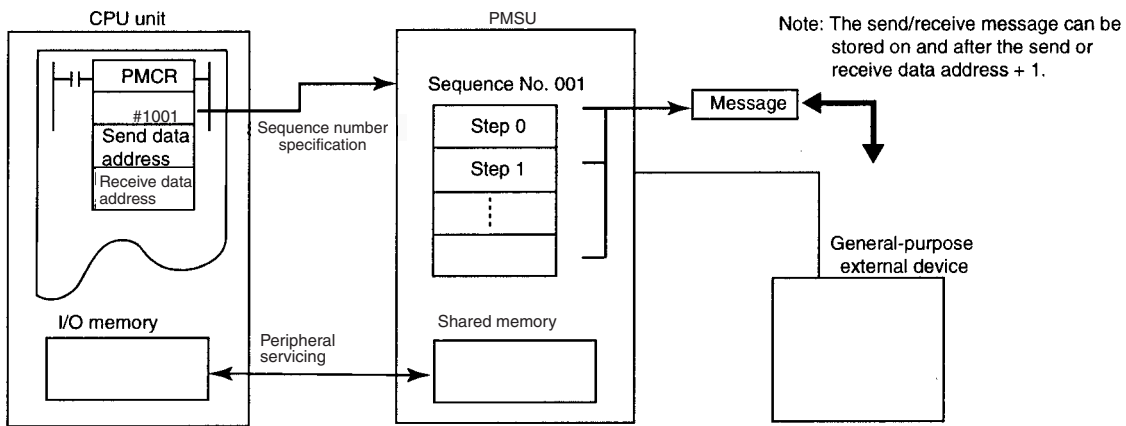 CPU unit
PMCR
#1001
Send data
address
Receive data
address
I/O memory
Sequence number
specification
Peripheral
servicing
PMSU
Sequence No. 001
Step 0
Step 1
Shared memory
Message
Note: The send/receive message can be
stored on and after the send or
receive data address + 1.
General-purpose
external device